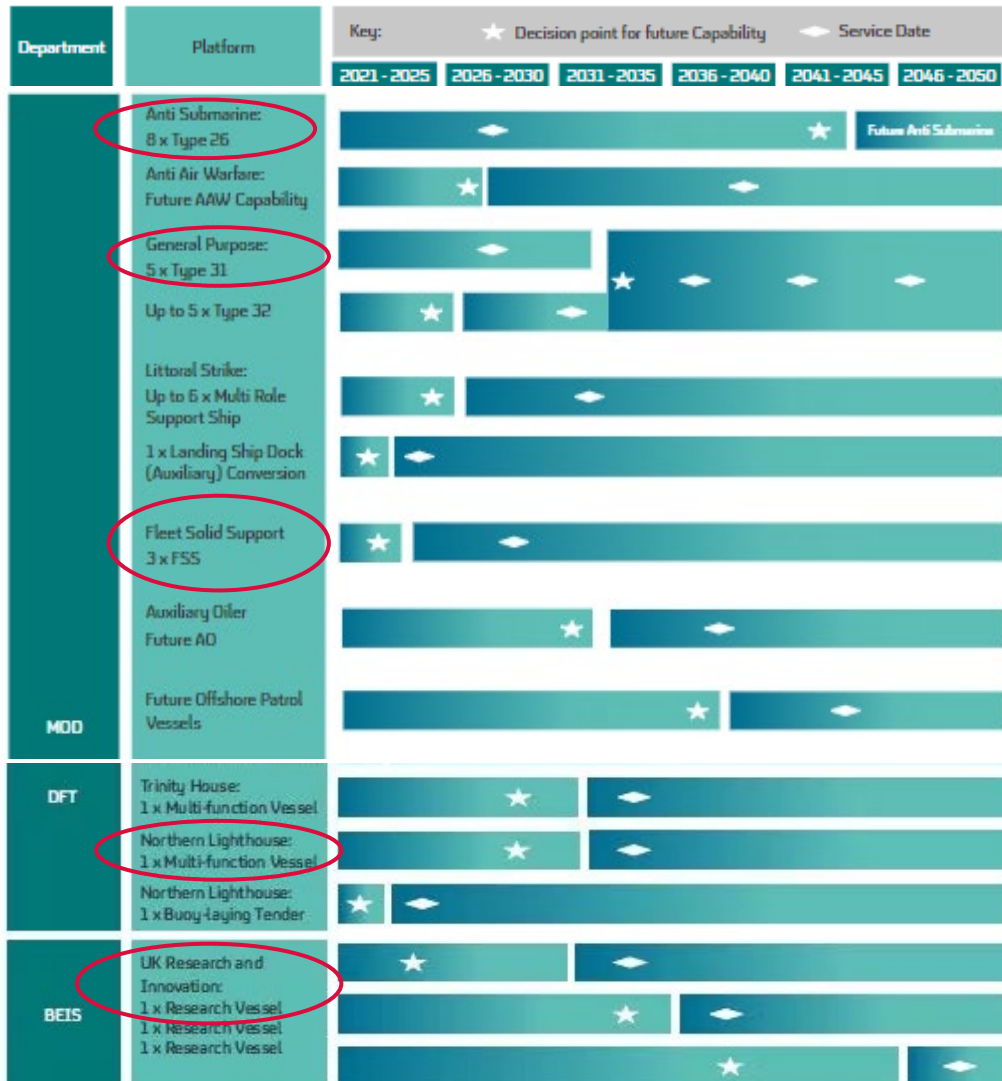 Department
Platform
Key:
Decision point for future Capability
Service Date
2021 - 2025
2026 - 2030
2031 - 2035
2036 - 2040
2041 - 2045
2046 - 2050
Anti Submarine:
8 x Type 26
Future Anti Submarine
Anti Air Warfare:
Future AAW Capability
General Purpose:
5 x Type 31
Up to 5 x Type 32
Littoral Strike:
Up to 6 x Multi Role
Support Ship
1 x Landing Ship Dock
(Auxiliary) Conversion
Fleet Solid Support
3 x FSS
Auxiliary Oiler
Future AO
Future Offshore Patrol
Vessels
MOD
DFT
Trinity House:
1 x Multi-function Vessel
Northern Lighthouse:
1 x Multi-function Vessel
Northern Lighthouse:
1 x Buoy-laying Tender
BEIS
UK Research and
Innovation:
1 x Research Vessel
1 x Research Vessel
1 x Research Vessel